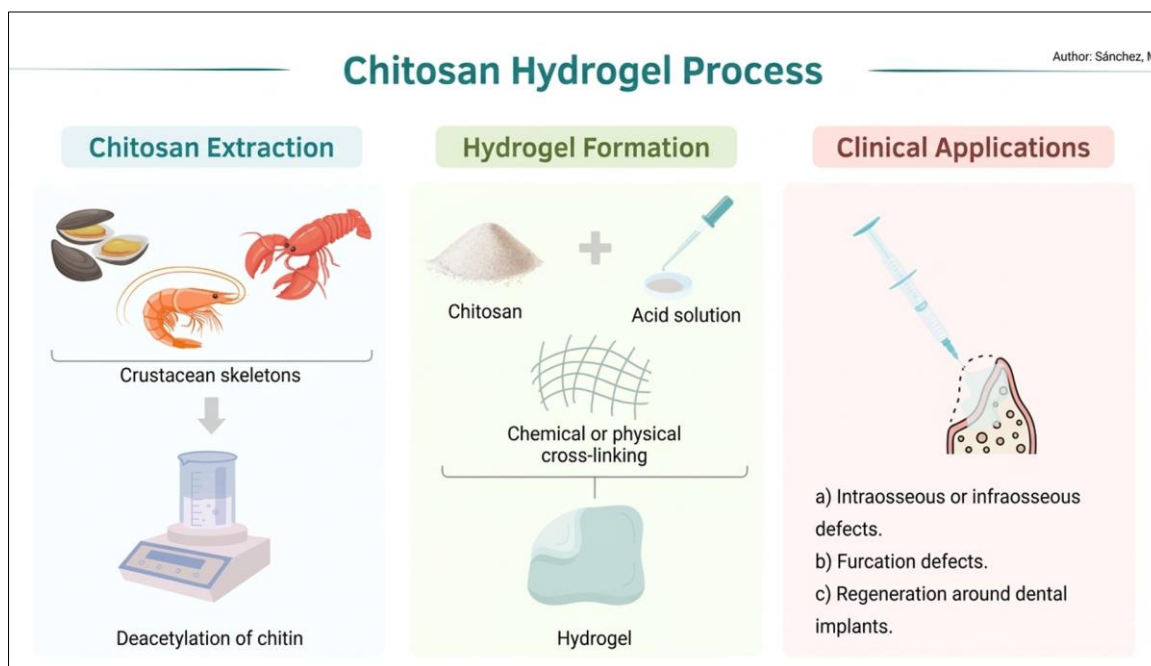 Chitosan Hydrogel Process
Author: Sánchez, M
Chitosan Extraction
Crustacean skeletons
Deacetylation of chitin
Hydrogel Formation
Chitosan
Acid solution
Chemical or physical
cross-linking
Hydrogel
Clinical Applications
a) Intraosseous or infraosseous
defects.
b) Furcation defects.
c) Regeneration around dental
implants.